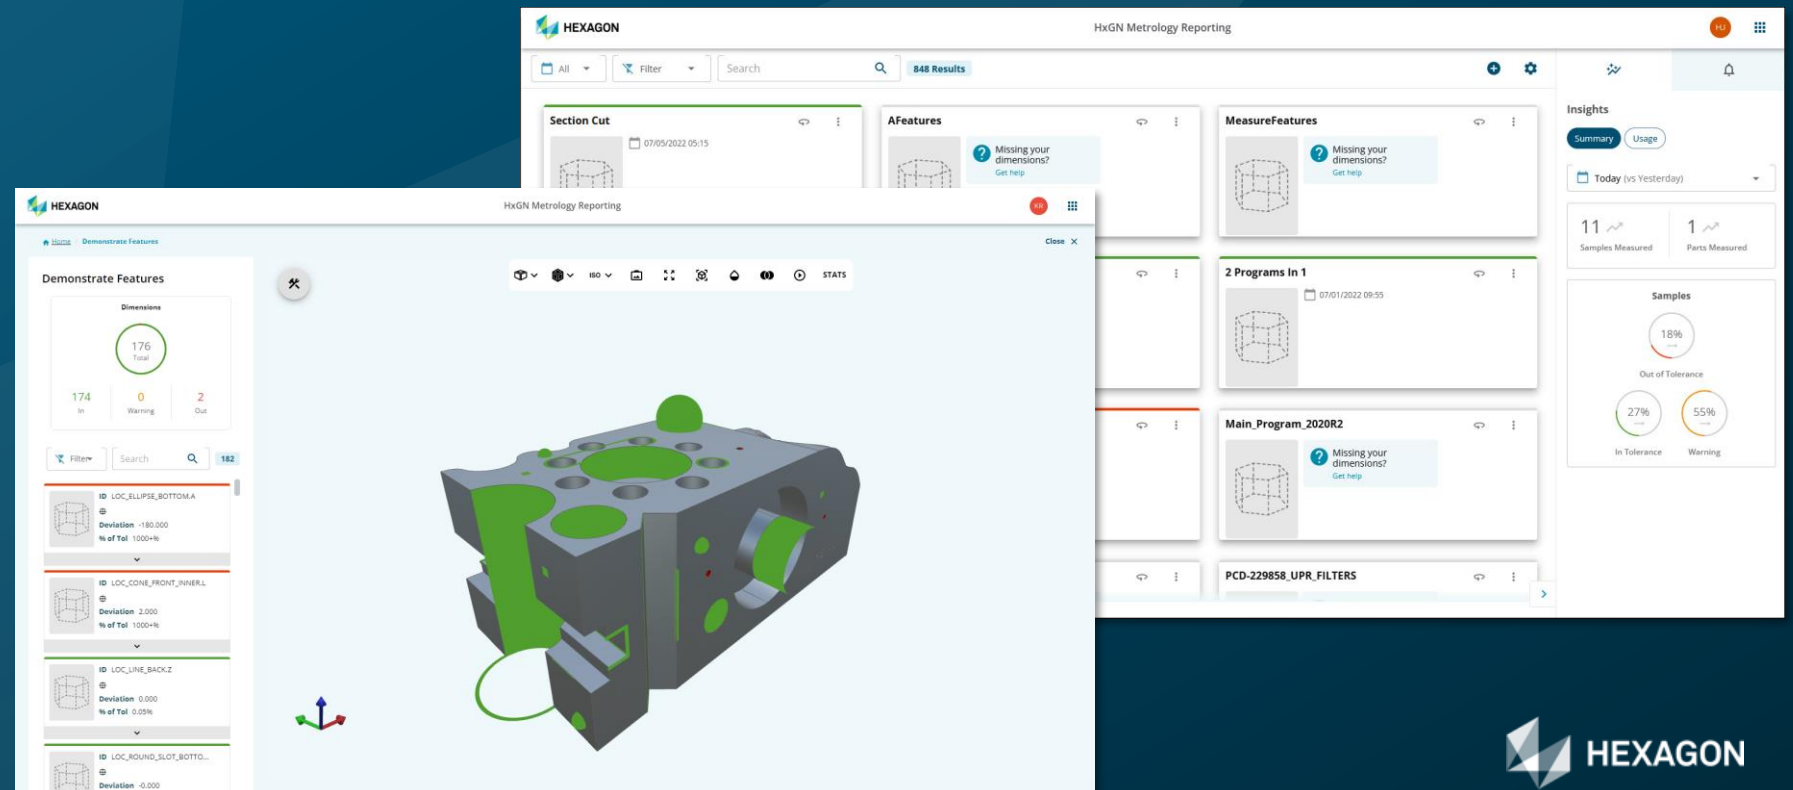 HEXAGON
HxGN Metrology Reporting
HJ
All
Filter
Search
848 Results
Section Cut
07/05/2022 05:15
AFeatures
Missing your
dimensions?
Get help
MeasureFeatures
Missing your
dimensions?
Get help
2 Programs In 1
07/01/2022 09:55
Main_Program_2020R2
Missing your
dimensions?
Get help
PCD-229858_UPR_FILTERS
Insights
Summary
Usage
Today (vs Yesterday)
11
Samples Measured
1
Parts Measured
Samples
18%
Out of Tolerance
27%
In Tolerance
55%
Warning
HEXAGON
HxGN Metrology Reporting
KR
Home
Demonstrate Features
Close X
Demonstrate Features
Dimensions
176
Total
174
In
0
Warning
2
Out
Filter
Search
182
ID LOC_ELLIPSE_BOTTOM.A
Deviation -180.000
% of Tol 1000+%
ID LOC_CONE_FRONT_INNER.L
Deviation 2.000
% of Tol 1000+%
ID LOC_LINE_BACK.Z
Deviation 0.000
% of Tol 0.05%
ID LOC_ROUND_SLOT_BOTTO...
Deviation -0.000
ISO
STATS
HEXAGON